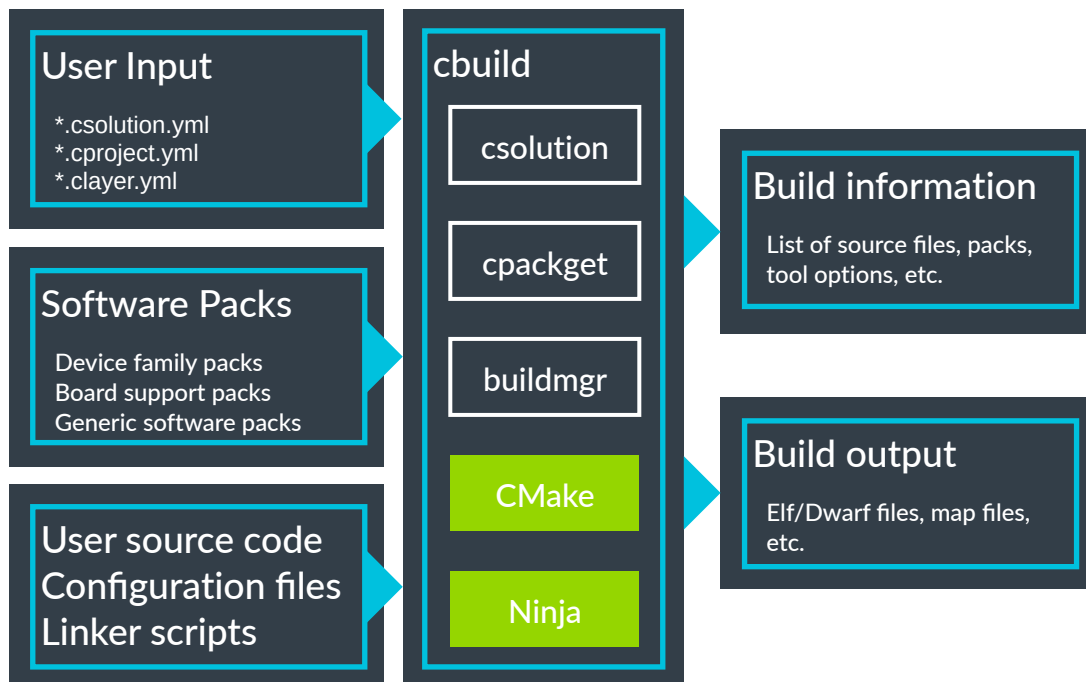 User Input
*.csolution.yml
*.cproject.yml
*.clayer.yml
Software Packs
Device family packs
Board support packs
Generic software packs
User source code
Configuration files
Linker scripts
cbuild
csolution
cpackget
buildmgr
CMake
Ninja
Build information
List of source files, packs,
tool options, etc.
Build output
Elf/Dwarf files, map files,
etc.